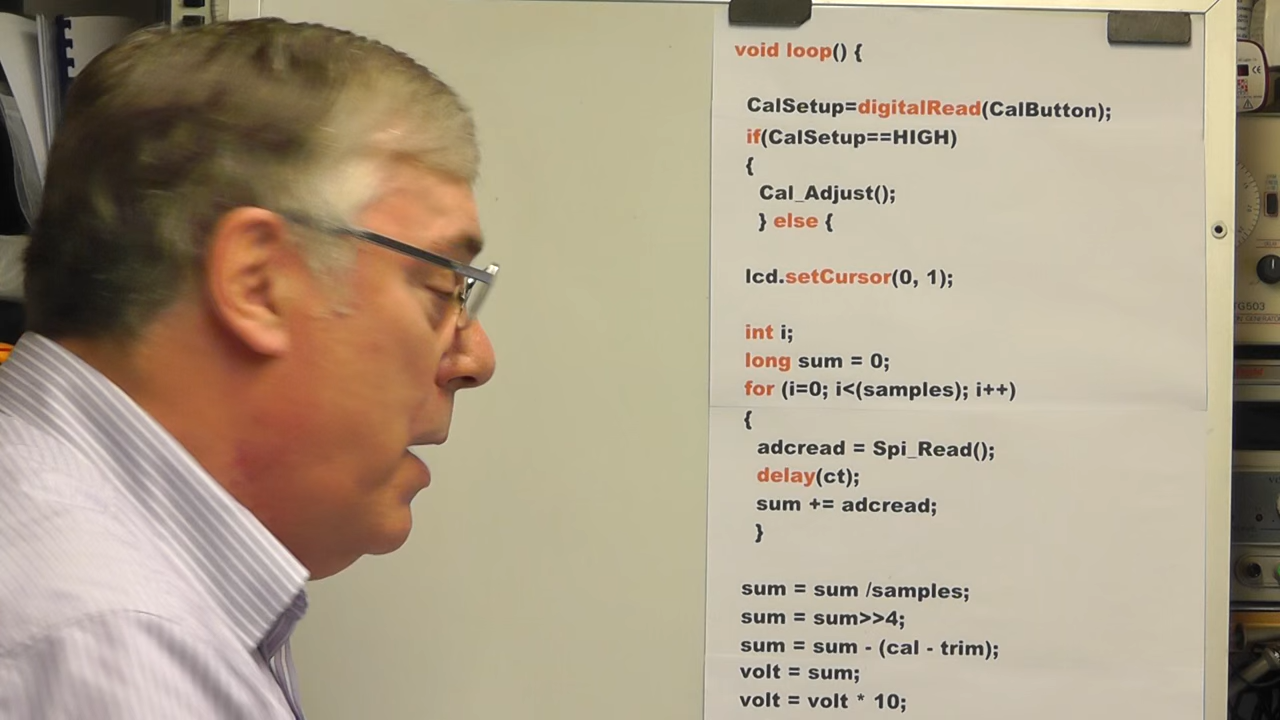 void loop() {
CalSetup=digitalRead(CalButton);
if(CalSetup==HIGH)
{
Cal_Adjust();
} else {
lcd.setCursor(0, 1);
int i;
long sum = 0;
for (i=0; i<(samples); i++)
{
adcread = Spi_Read();
delay(ct);
sum += adcread;
}
sum = sum /samples;
sum = sum>>4;
sum = sum - (cal - trim);
volt = sum;
volt = volt * 10;
TG503